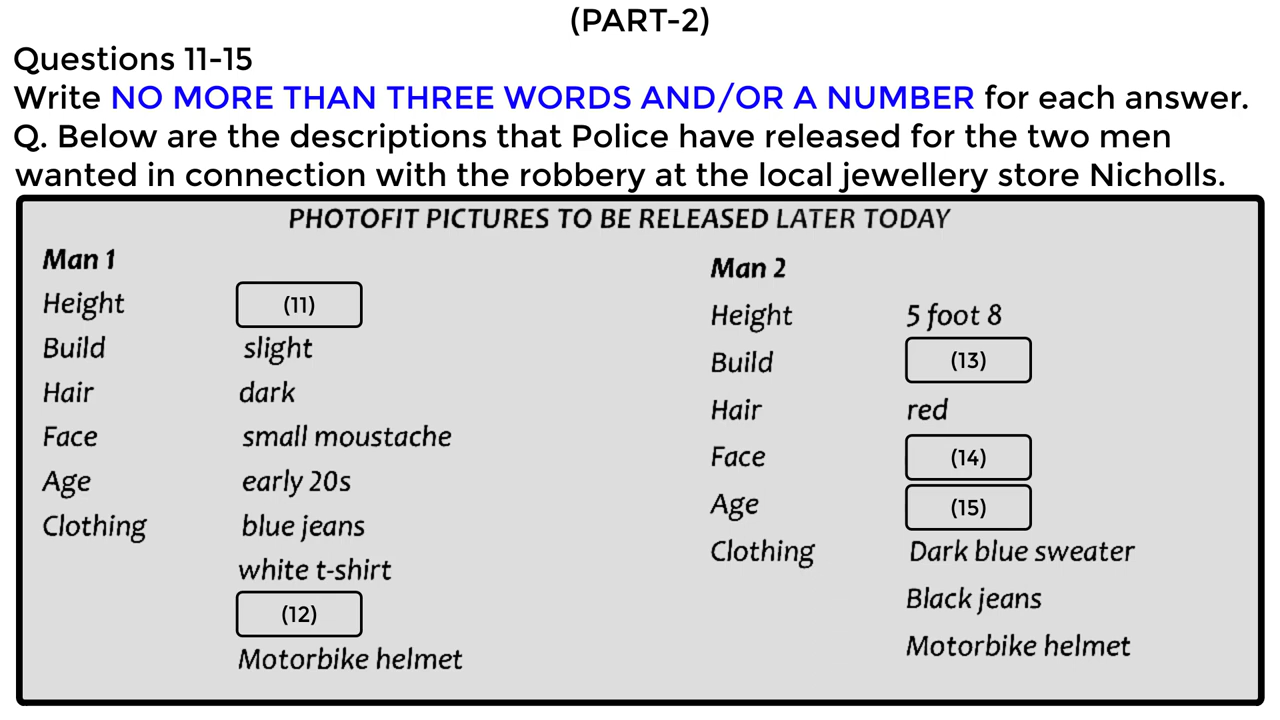 (PART-2)
Questions 11-15
Write NO MORE THAN THREE WORDS AND/OR A NUMBER for each answer.
Q. Below are the descriptions that Police have released for the two men
wanted in connection with the robbery at the local jewellery store Nicholls.
PHOTOFIT PICTURES TO BE RELEASED LATER TODAY
Man 1
Height (11)
Build slight
Hair dark
Face small moustache
Age early 20s
Clothing blue jeans
white t-shirt
(12)
Motorbike helmet
Man 2
Height 5 foot 8
Build (13)
Hair red
Face (14)
Age (15)
Clothing Dark blue sweater
Black jeans
Motorbike helmet